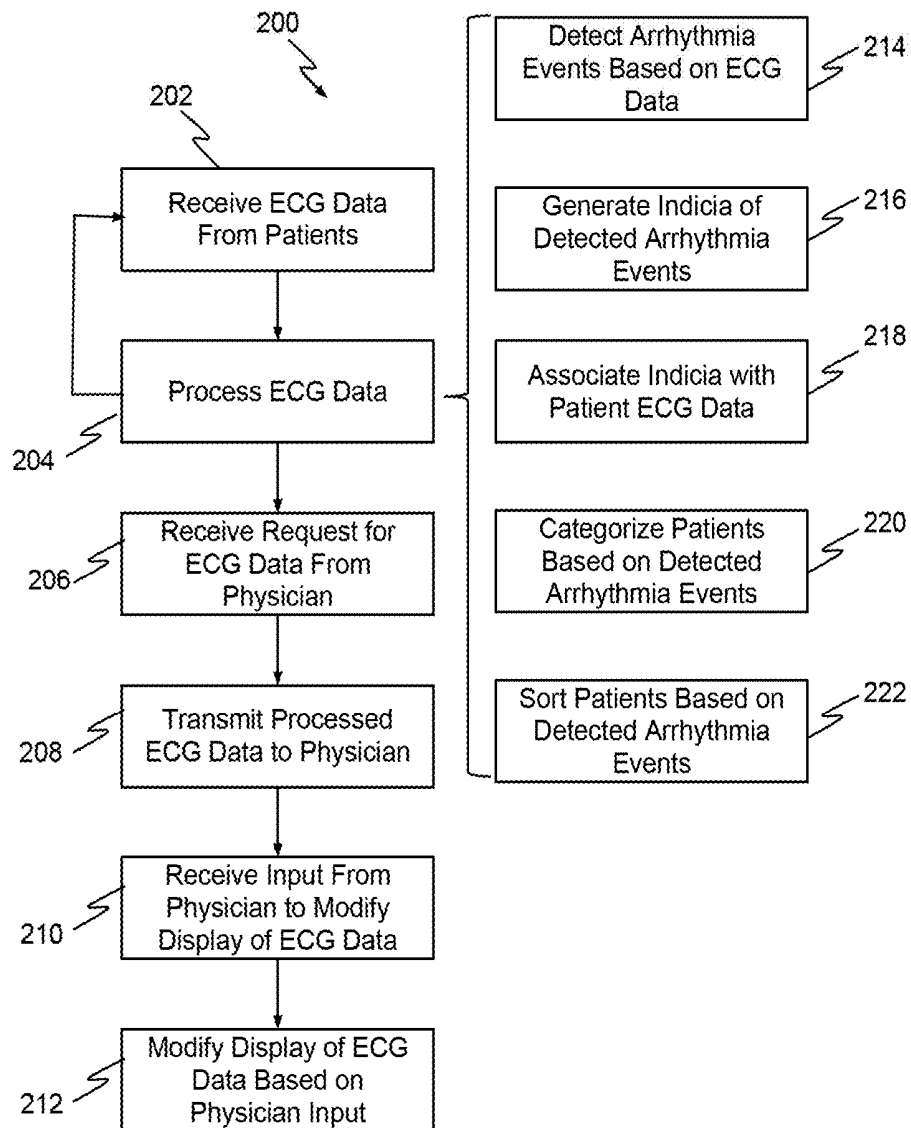 200
202
Receive ECG Data
From Patients
Process ECG Data
204
Receive Request for
ECG Data From
Physician
206
Transmit Processed
ECG Data to Physician
208
Receive Input From
Physician to Modify
Display of ECG Data
210
Modify Display of ECG
Data Based on
Physician Input
212
Detect Arrhythmia
Events Based on ECG
Data
214
Generate Indicia of
Detected Arrhythmia
Events
216
Associate Indicia with
Patient ECG Data
218
Categorize Patients
Based on Detected
Arrhythmia Events
220
Sort Patients Based on
Detected Arrhythmia
Events
222